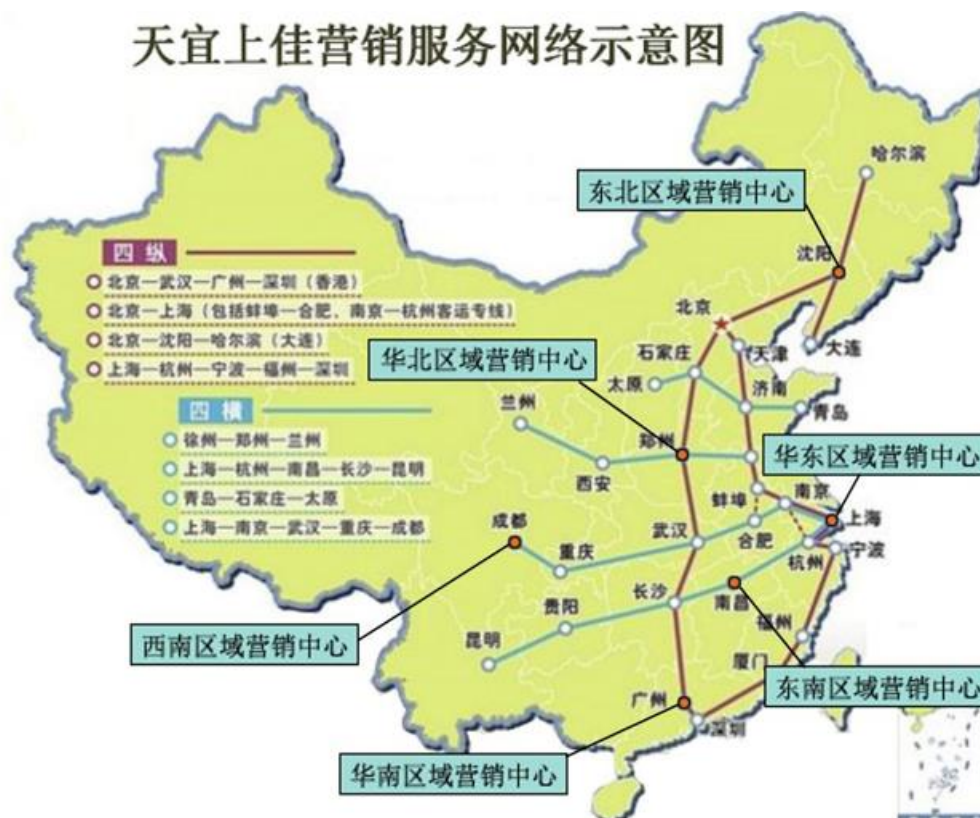 天宜上佳营销服务网络示意图
哈尔滨
东北区域营销中心
沈阳
四纵
北京—武汉—广州—深圳（香港）
北京—上海（包括蚌埠—合肥、南京—杭州客运专线）
北京—沈阳—哈尔滨（大连）
上海—杭州—宁波—福州—深圳
北京
大连
天津
华北区域营销中心
石家庄
太原
济南
青岛
四横
徐州—郑州—兰州
上海—杭州—南昌—长沙—昆明
青岛—石家庄—太原
上海—南京—武汉—重庆—成都
兰州
郑州
西安
华东区域营销中心
蚌埠
南京
上海
成都
重庆
武汉
合肥
杭州
宁波
贵阳
长沙
南昌
福州
西南区域营销中心
昆明
厦门
东南区域营销中心
广州
深圳
华南区域营销中心